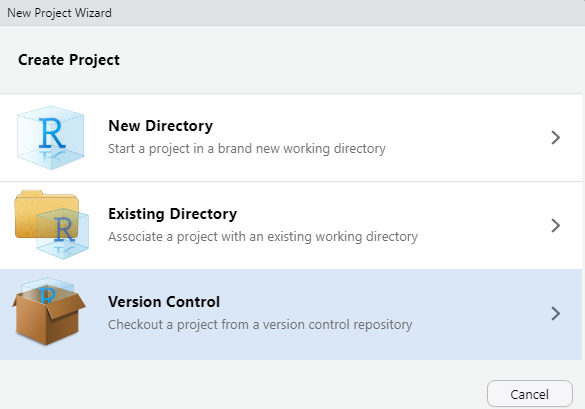 New Project Wizard
Create Project
R
New Directory
Start a project in a brand new working directory
R
Existing Directory
Associate a project with an existing working directory
R
Version Control
Checkout a project from a version control repository
Cancel